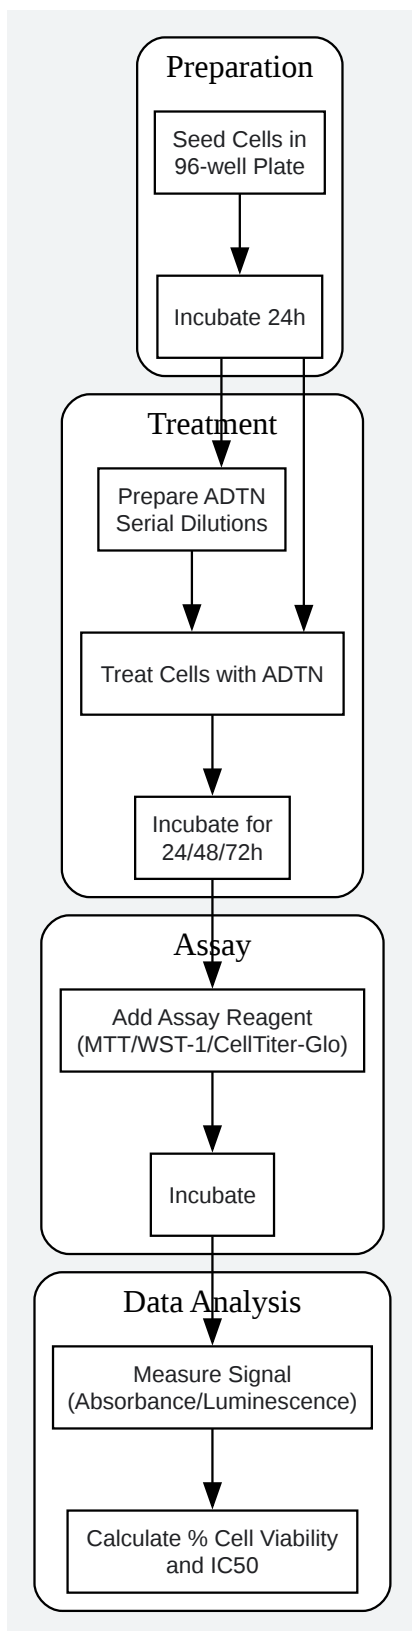 Preparation
Seed Cells in
96-well Plate
Incubate 24h
Treatment
Prepare ADTN
Serial Dilutions
Treat Cells with ADTN
Incubate for
24/48/72h
Assay
Add Assay Reagent
(MTT/WST-1/CellTiter-Glo)
Incubate
Data Analysis
Measure Signal
(Absorbance/Luminescence)
Calculate % Cell Viability
and IC50